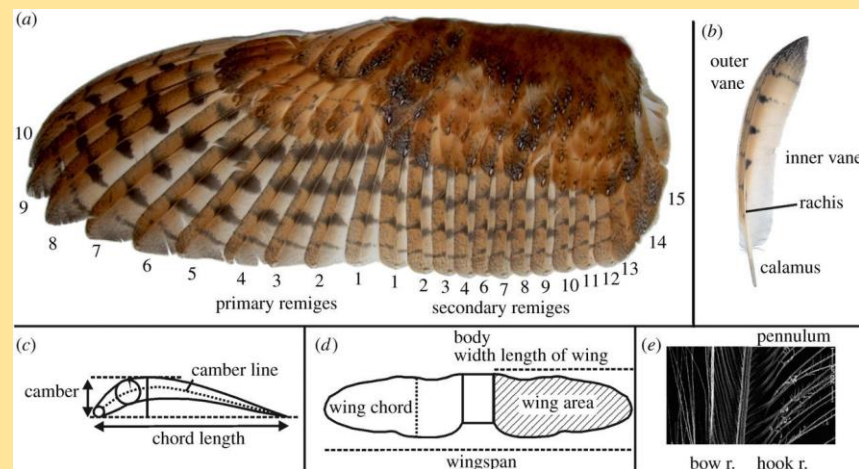 (a)
10
9
8
7
6
5
4
3
2
1
1
2
3
4
6
7
8
9
10
11
12
13
14
15
primary remiges
secondary remiges
(b)
outer
vane
inner vane
rachis
calamus
(c)
camber line
camber
chord length
(d)
body
width length of wing
wing chord
wing area
wingspan
(e)
pennulum
bow r.
hook r.